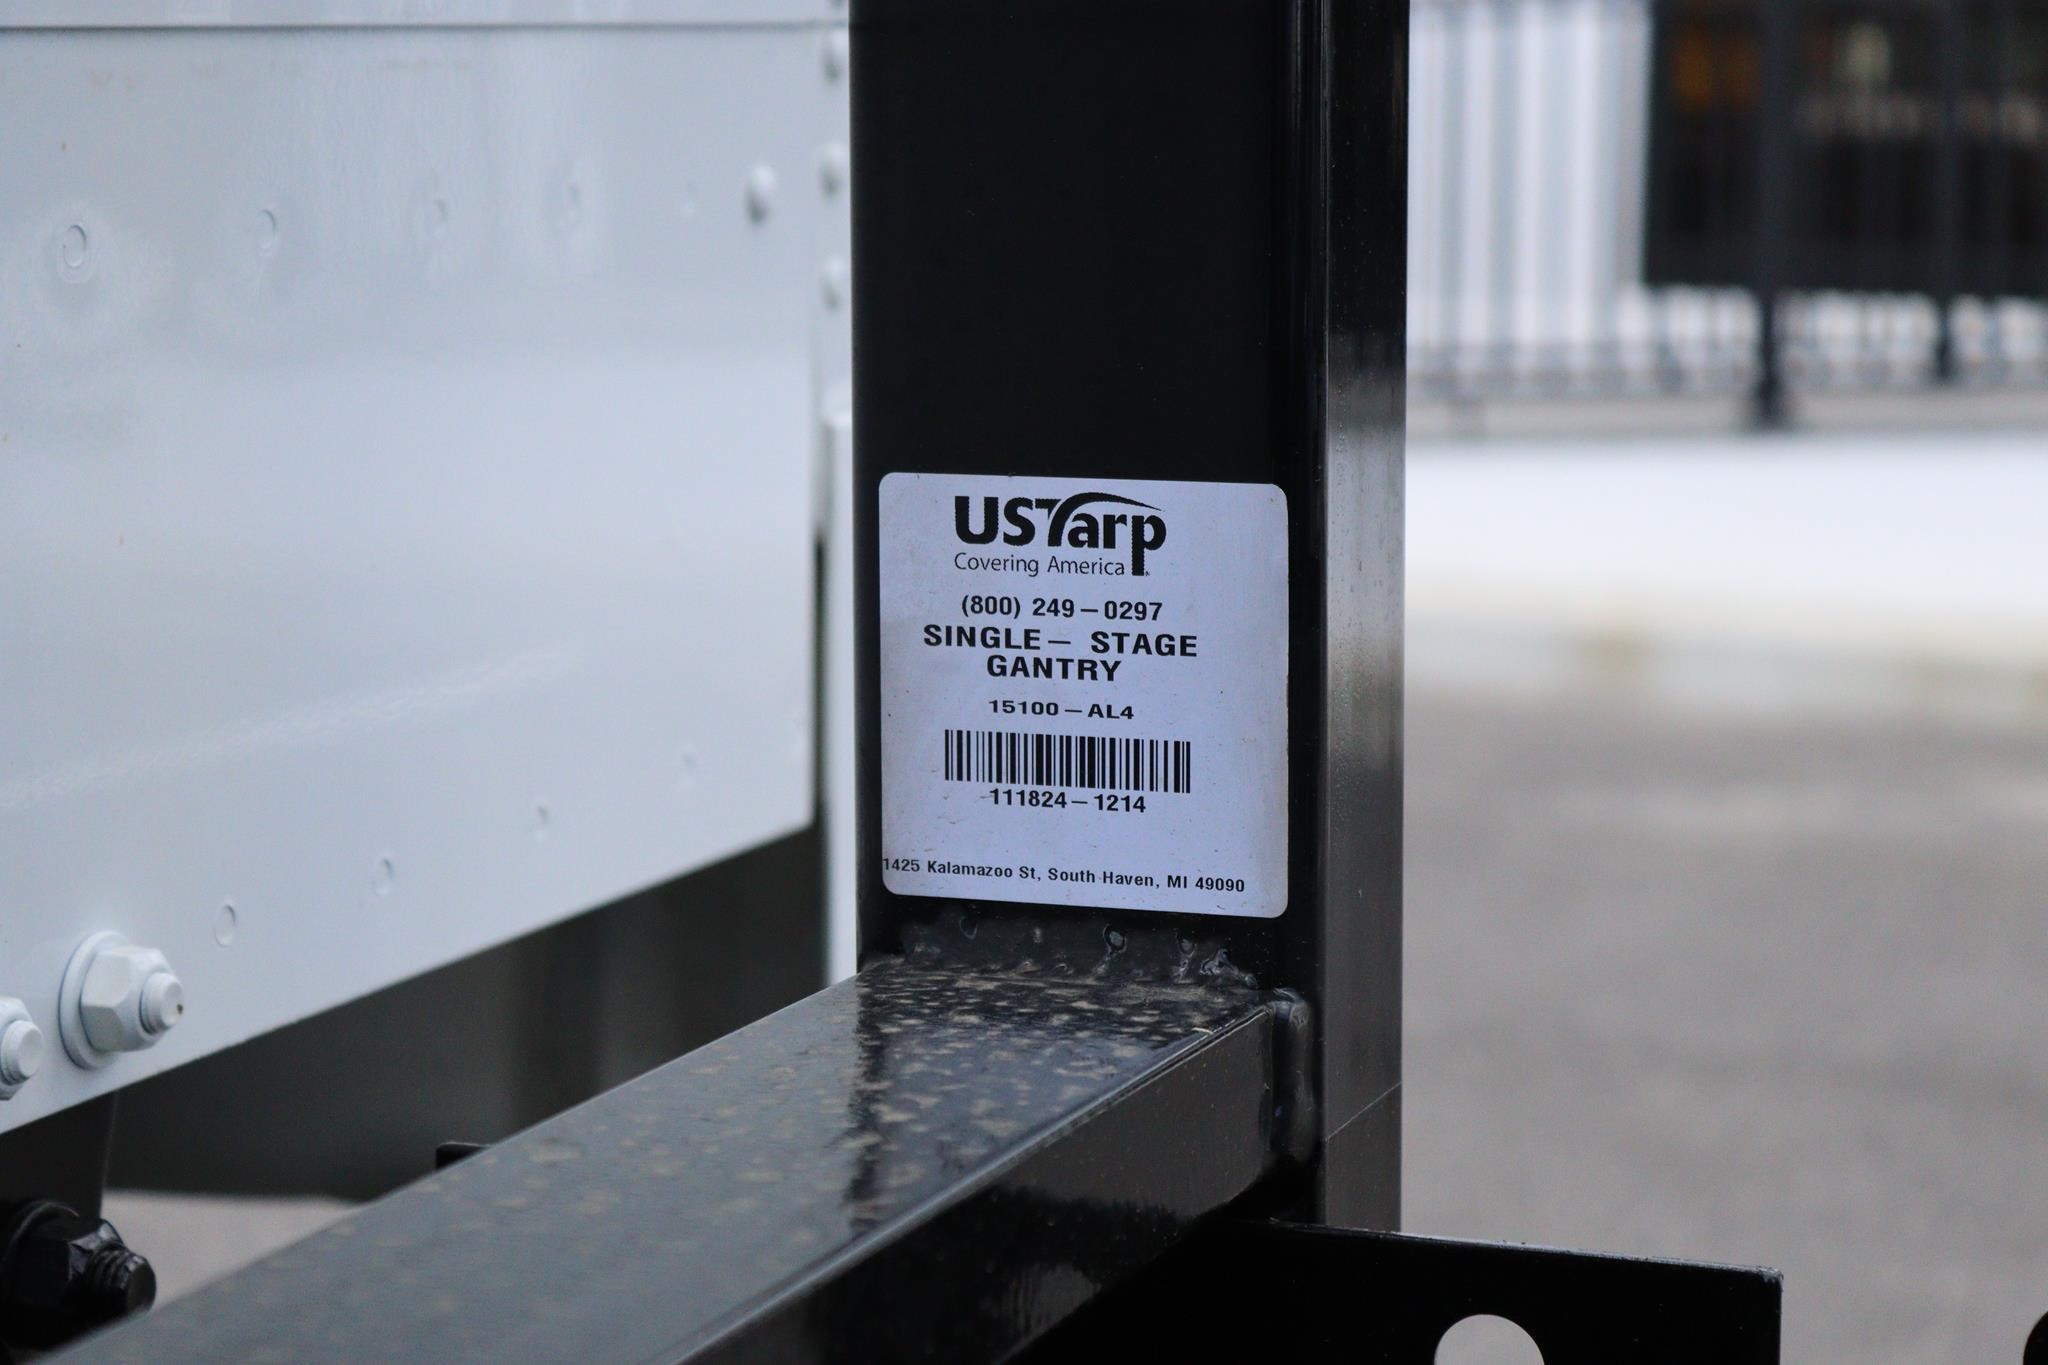 USTarp
Covering America
(800) 249-0297
SINGLE- STAGE
GANTRY
15100-AL4
111824-1214
1425 Kalamazoo St, South Haven, MI 49090